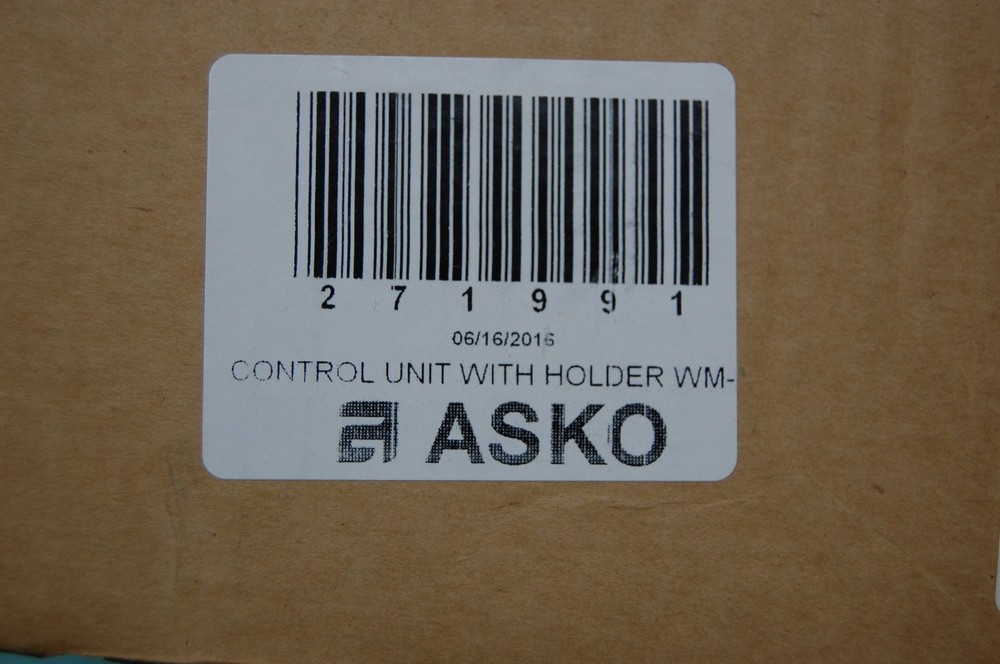 2 7 1 9 9 1
06/16/2016
CONTROL UNIT WITH HOLDER WM-
ASKO